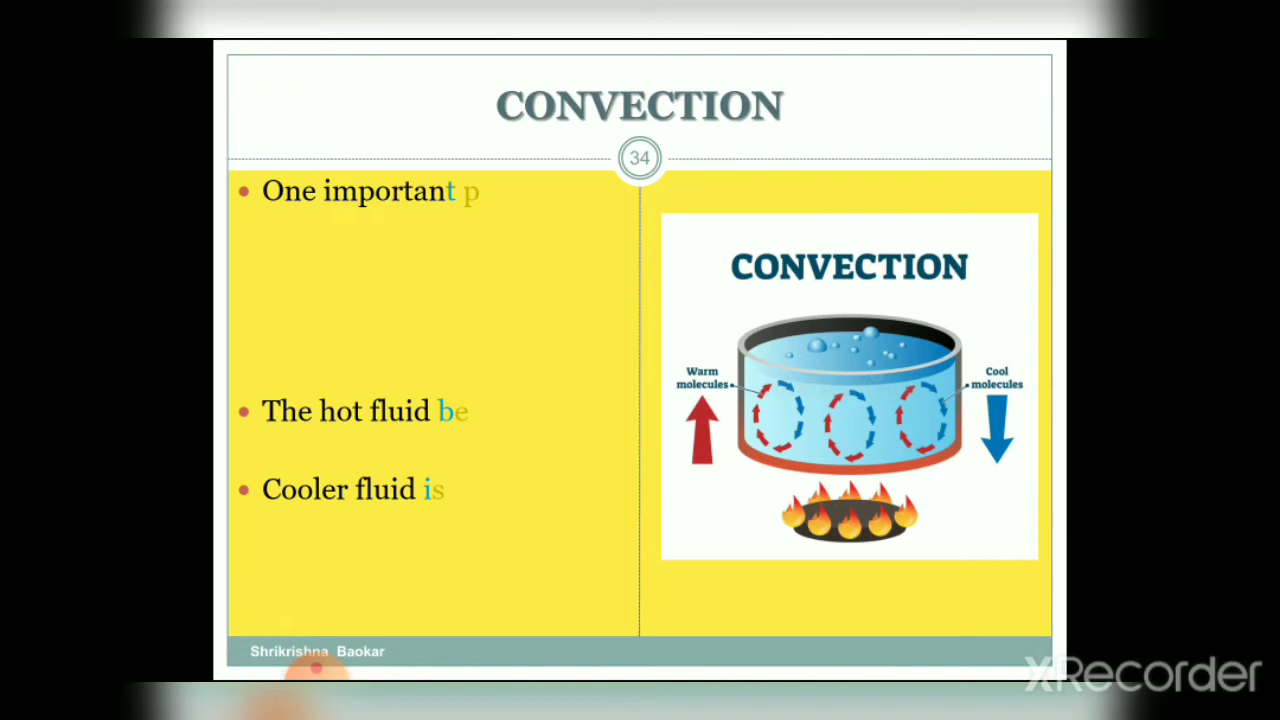 CONVECTION
34
One important p
The hot fluid be
Cooler fluid is
CONVECTION
Warm
molecules
Cool
molecules
Shrikrishna Baokar
XRecorder